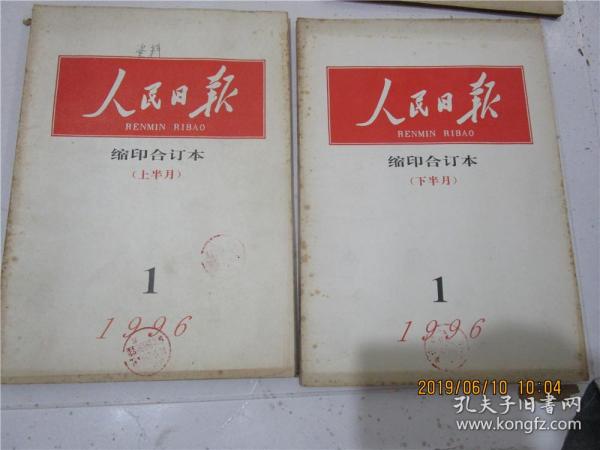 资料
人民日报
RENMIN RIBAO
缩印合订本
(上半月)
1
1996
人民日报
RENMIN RIBAO
缩印合订本
(下半月)
1
1996
2019/06/10 10:04
孔夫子旧书网
www.kongfz.com